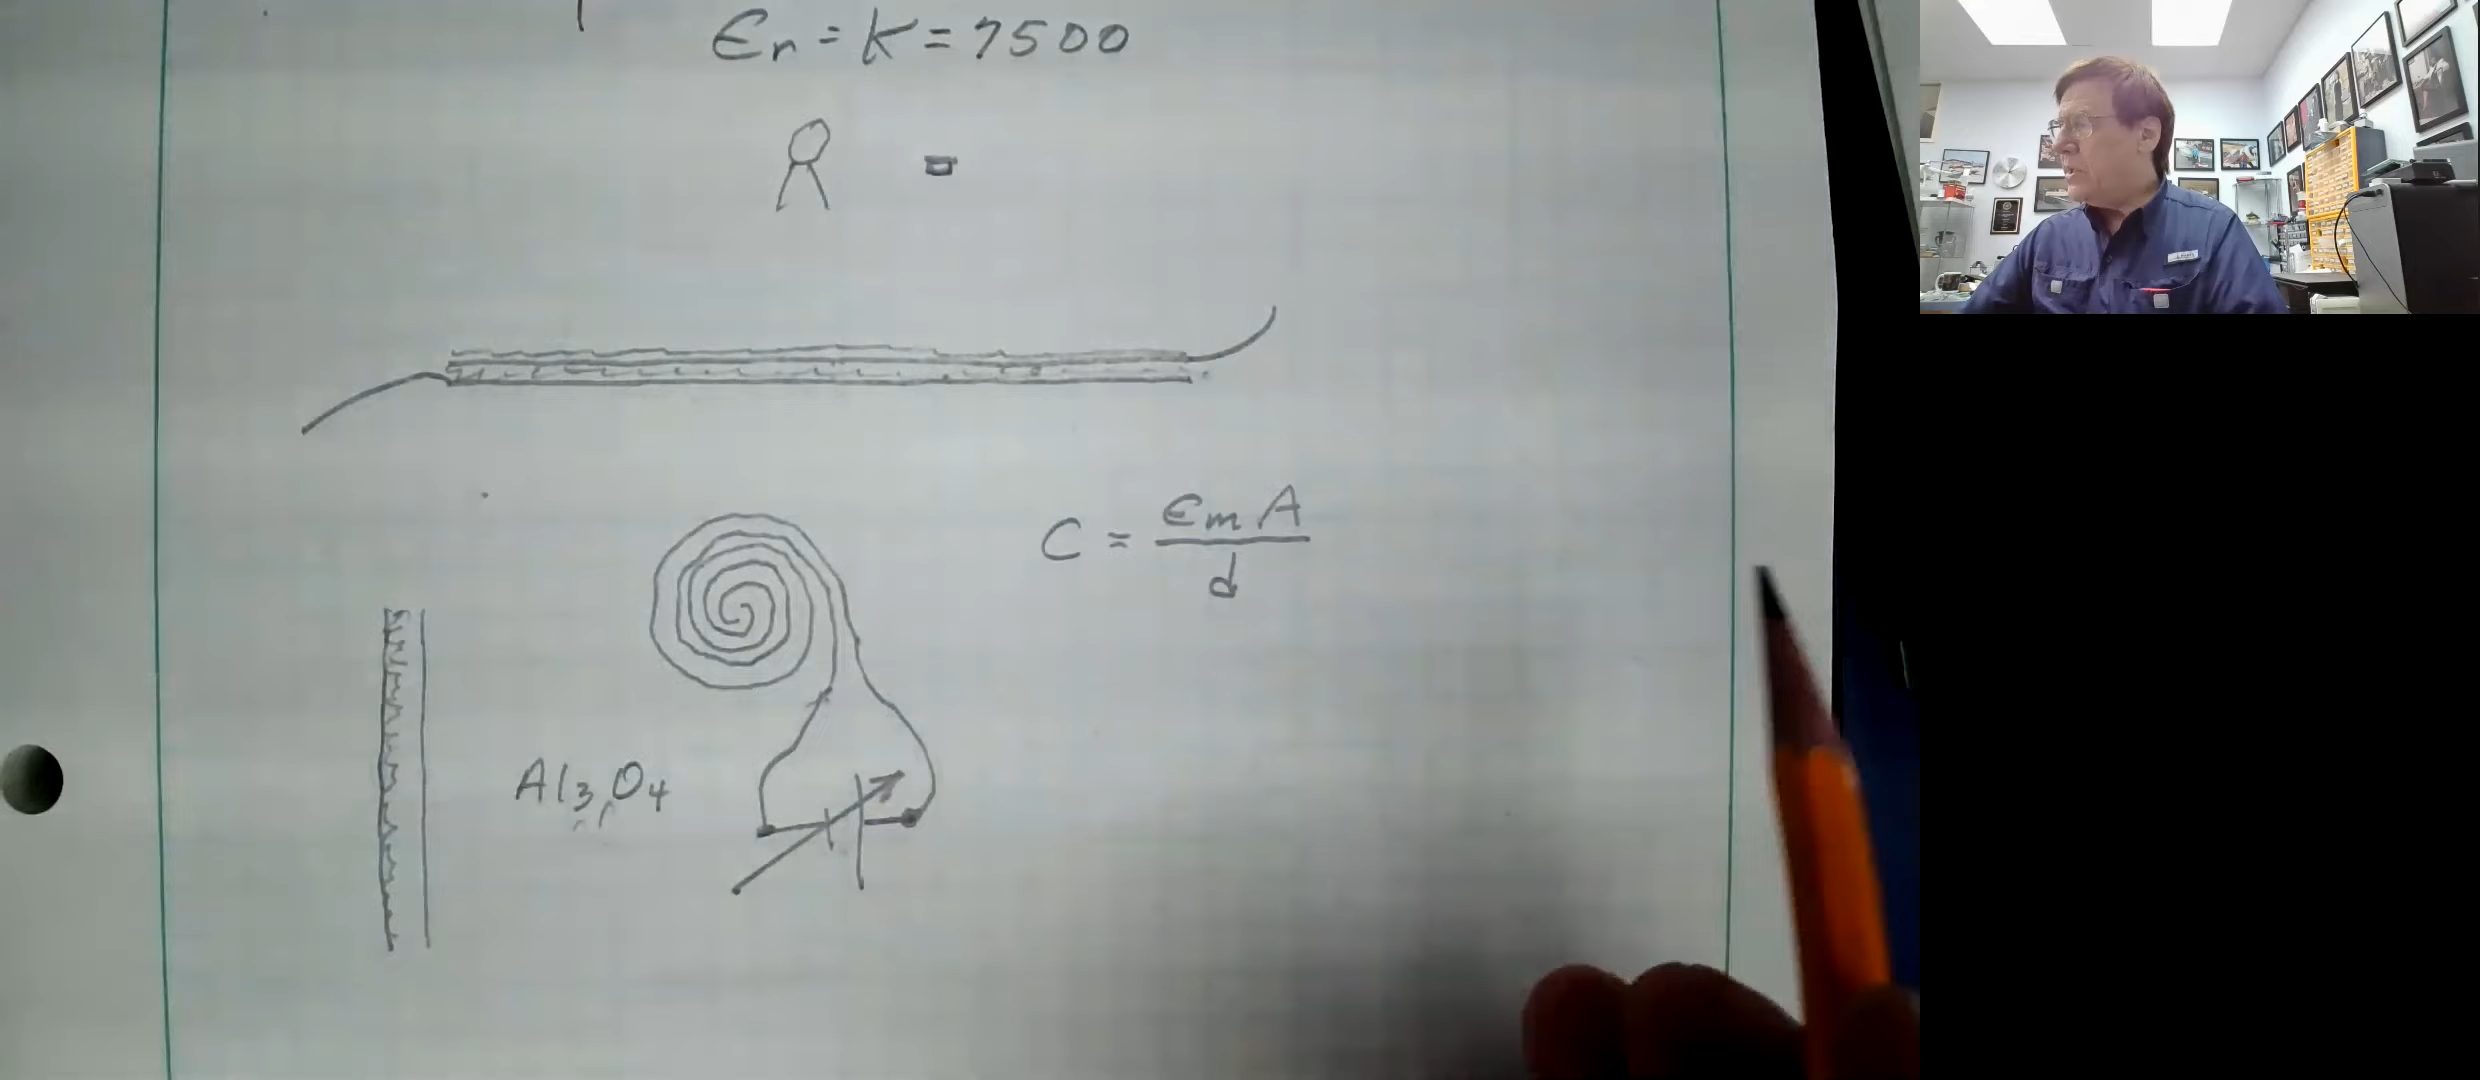 εr = K = 7500
C = εm A / d
Al3O4